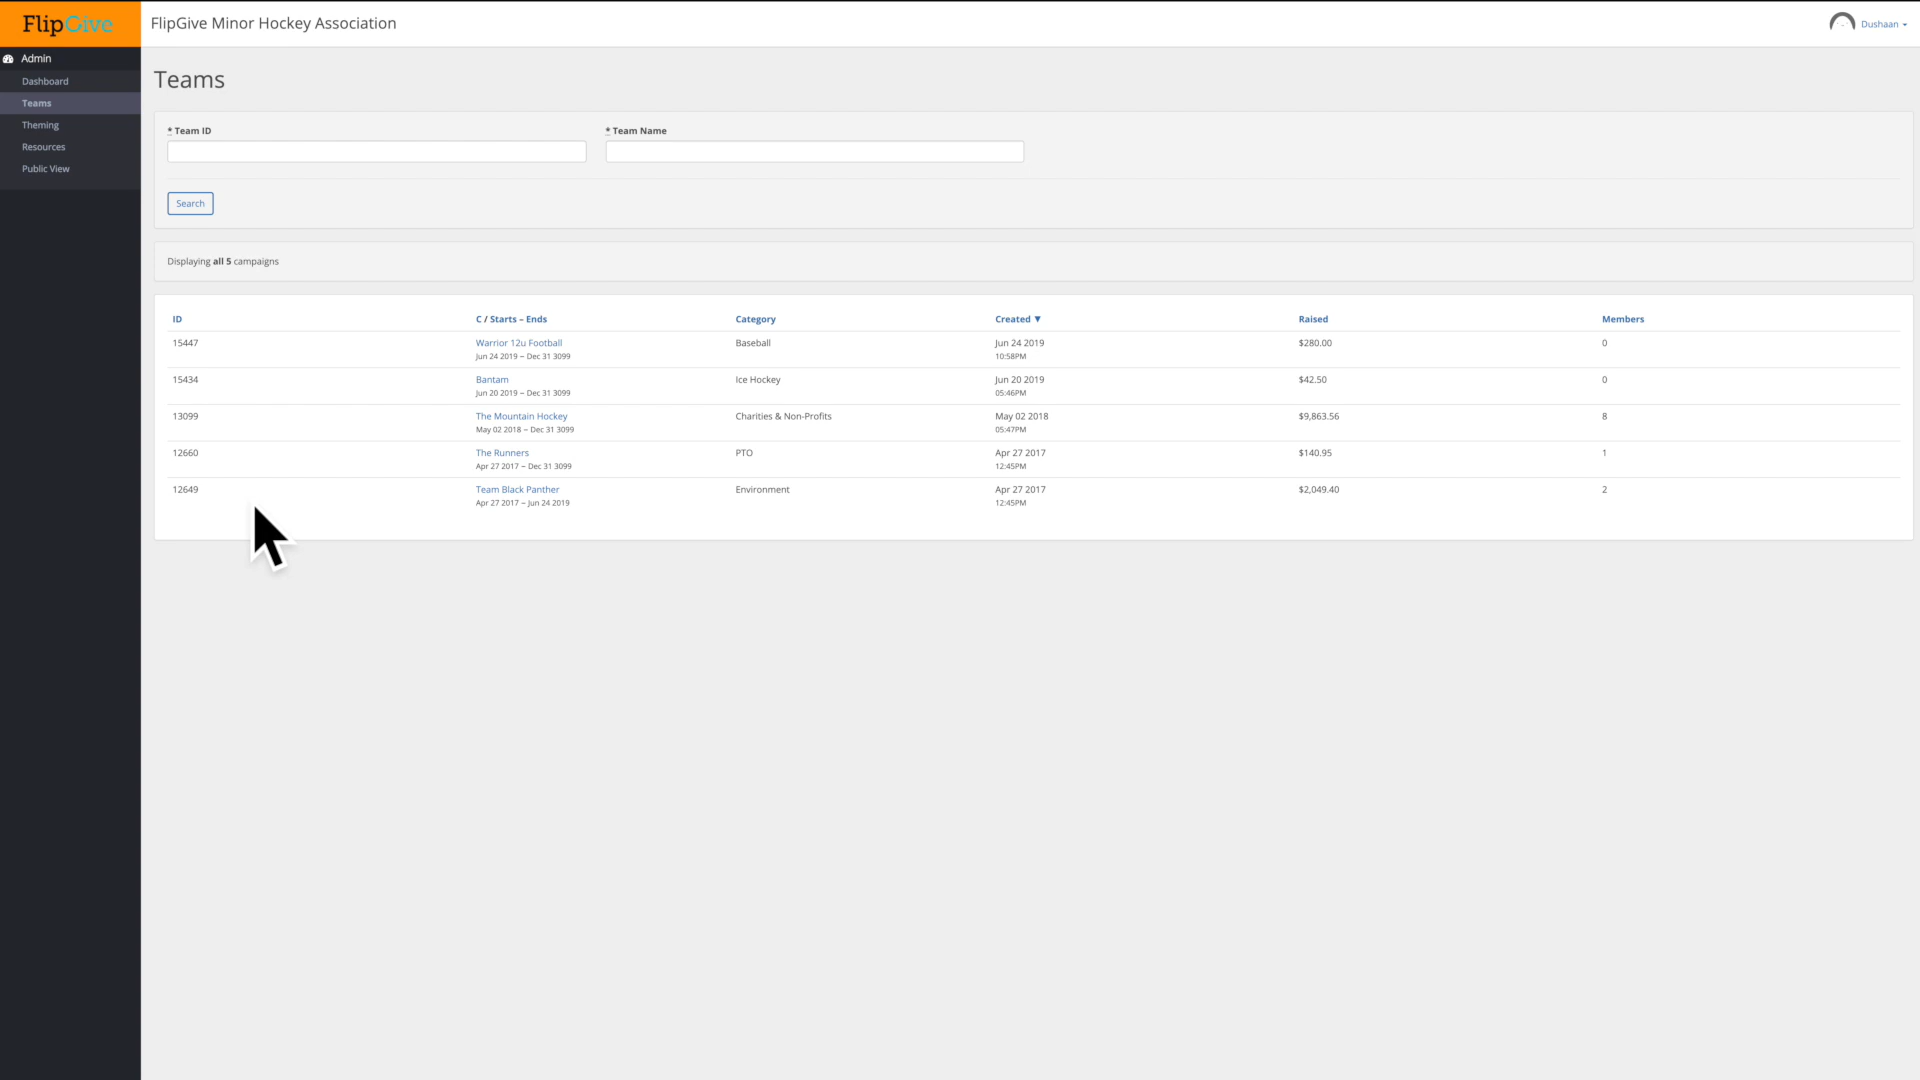 FlipGive
FlipGive Minor Hockey Association
Dushaan
Admin
Dashboard
Teams
Theming
Resources
Public View
Teams
* Team ID
* Team Name
Search
Displaying all 5 campaigns
ID C / Starts – Ends Category Created ▼ Raised Members
15447 Warrior 12u Football Baseball Jun 24 2019 $280.00 0
Jun 24 2019 – Dec 31 3099 10:58PM
15434 Bantam Ice Hockey Jun 20 2019 $42.50 0
Jun 20 2019 – Dec 31 3099 05:46PM
13099 The Mountain Hockey Charities & Non-Profits May 02 2018 $9,863.56 8
May 02 2018 – Dec 31 3099 05:47PM
12660 The Runners PTO Apr 27 2017 $140.95 1
Apr 27 2017 – Dec 31 3099 12:45PM
12649 Team Black Panther Environment Apr 27 2017 $2,049.40 2
Apr 27 2017 – Jun 24 2019 12:45PM